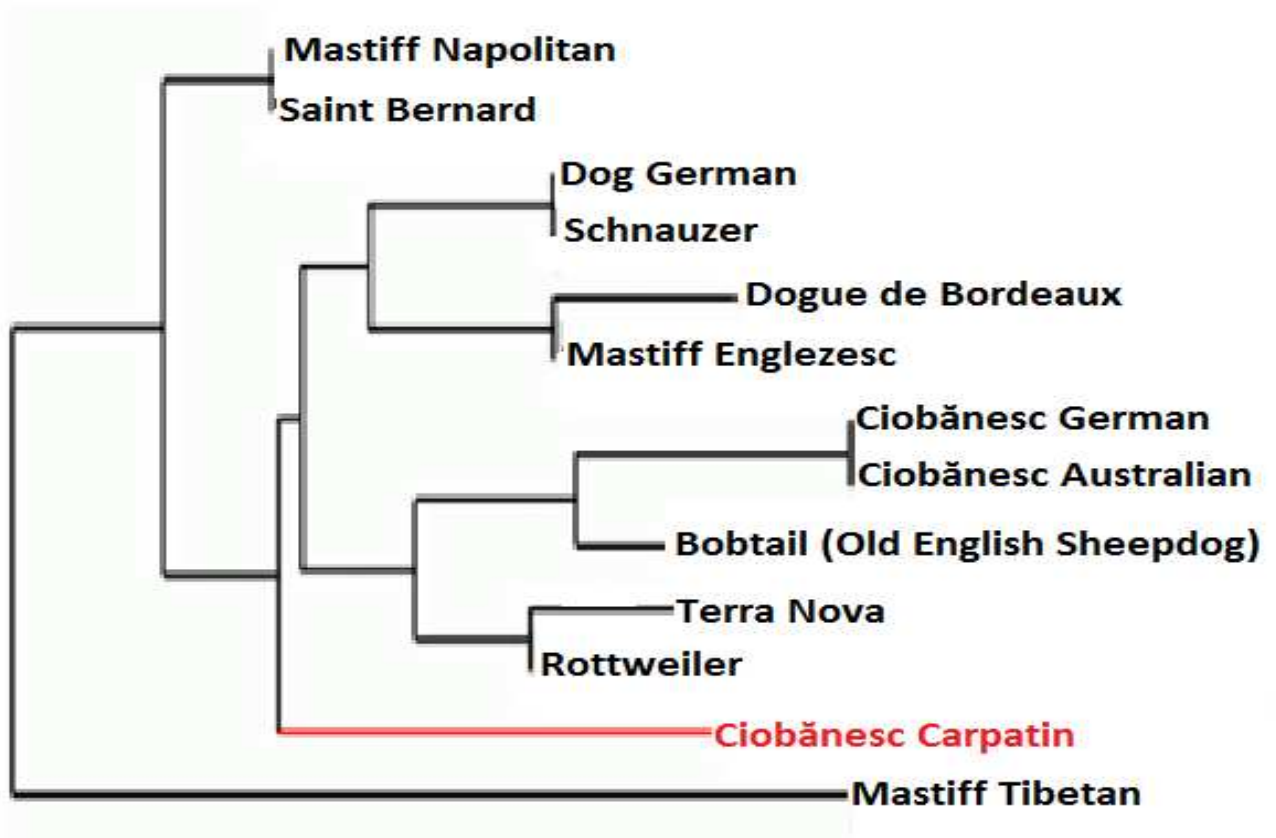 Mastiff Napolitan
Saint Bernard
Dog German
Schnauzer
Dogue de Bordeaux
Mastiff Englezesc
Ciobănesc German
Ciobănesc Australian
Bobtail (Old English Sheepdog)
Terra Nova
Rottweiler
Ciobănesc Carpatin
Mastiff Tibetan